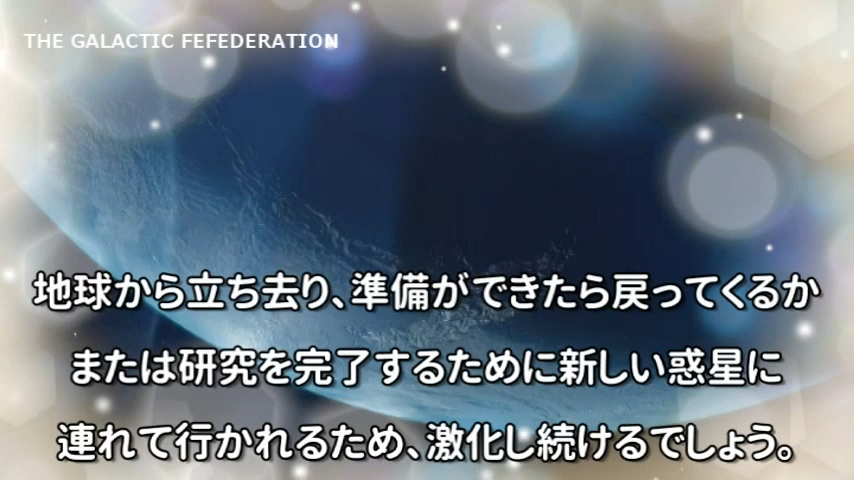 THE GALACTIC FEFEDERATION
地球から立ち去り、準備ができたら戻ってくるか
または研究を完了するために新しい惑星に
連れて行かれるため、激化し続けるでしょう。